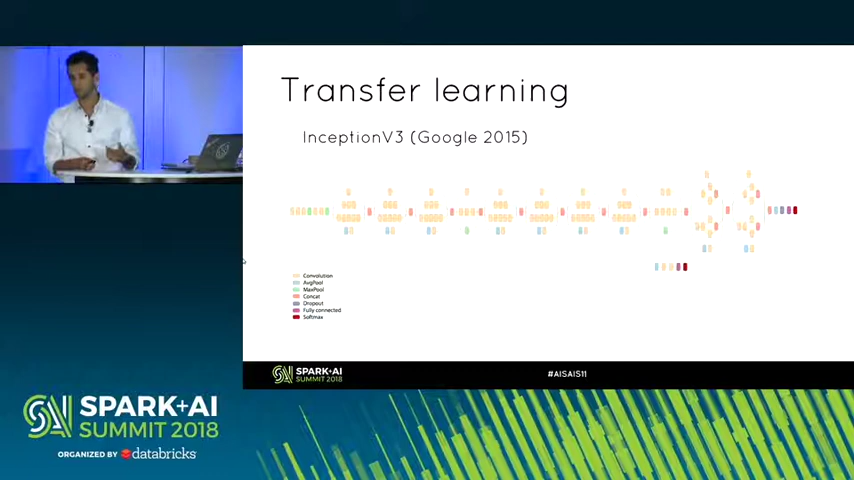 Transfer learning
InceptionV3 (Google 2015)
Convolution
AvgPool
MaxPool
Concat
Dropout
Fully connected
Softmax
SPARK+AI
SUMMIT 2018
#AISAIS11
SPARK+AI
SUMMIT 2018
ORGANIZED BY databricks